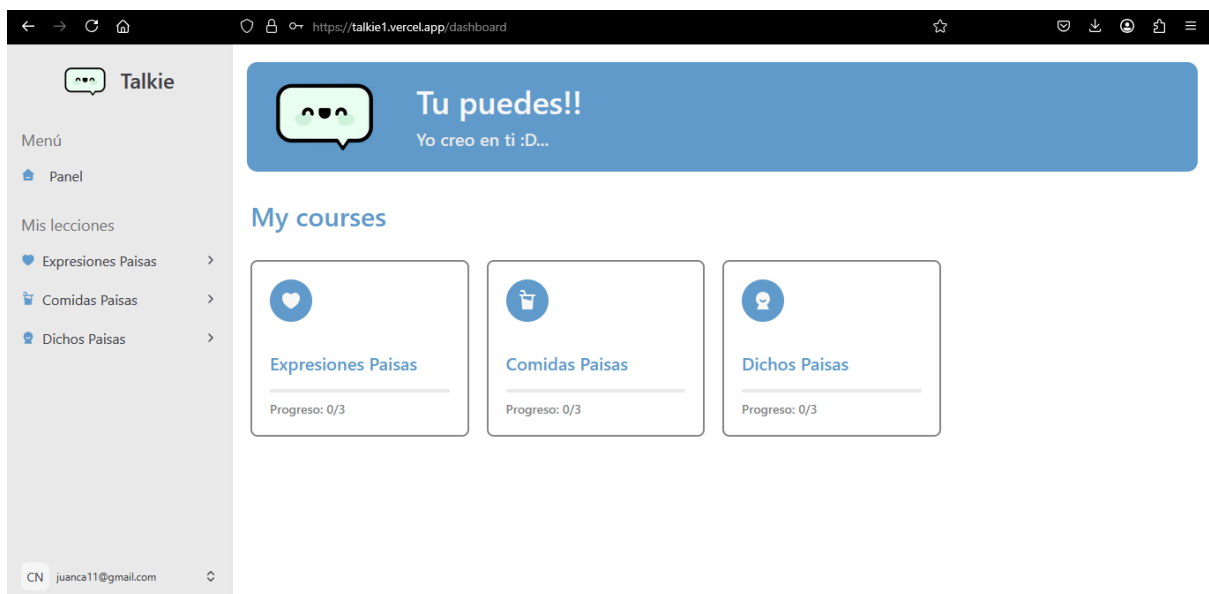 https://talkie1.vercel.app/dashboard
Talkie
Menú
Panel
Mis lecciones
Expresiones Paisas
Comidas Paisas
Dichos Paisas
CN juanca11@gmail.com
Tu puedes!!
Yo creo en ti :D...
My courses
Expresiones Paisas
Progreso: 0/3
Comidas Paisas
Progreso: 0/3
Dichos Paisas
Progreso: 0/3